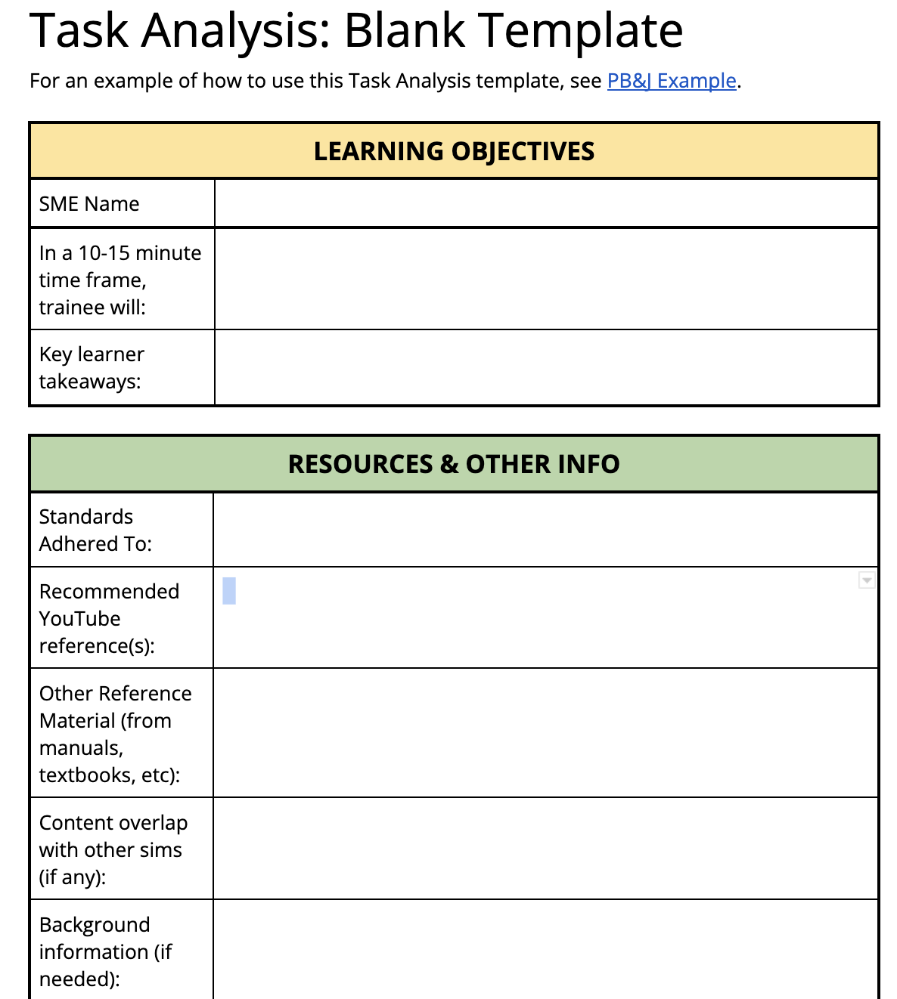 Task Analysis: Blank Template
For an example of how to use this Task Analysis template, see PB&J Example.
LEARNING OBJECTIVES
SME Name
In a 10-15 minute
time frame,
trainee will:
Key learner
takeaways:
RESOURCES & OTHER INFO
Standards
Adhered To:
Recommended
YouTube
reference(s):
Other Reference
Material (from
manuals,
textbooks, etc):
Content overlap
with other sims
(if any):
Background
information (if
needed):